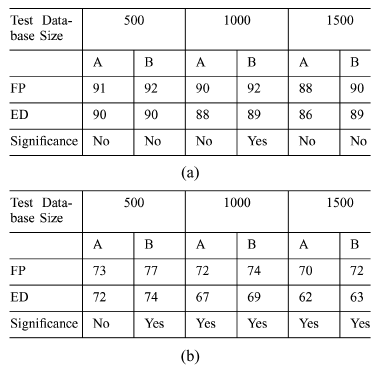 Test Data-base Size 500 1000 1500
A B A B A B
FP 91 92 90 92 88 90
ED 90 90 88 89 86 89
Significance No No No Yes No No
(a)
Test Data-base Size 500 1000 1500
A B A B A B
FP 73 77 72 74 70 72
ED 72 74 67 69 62 63
Significance No Yes Yes Yes Yes Yes
(b)